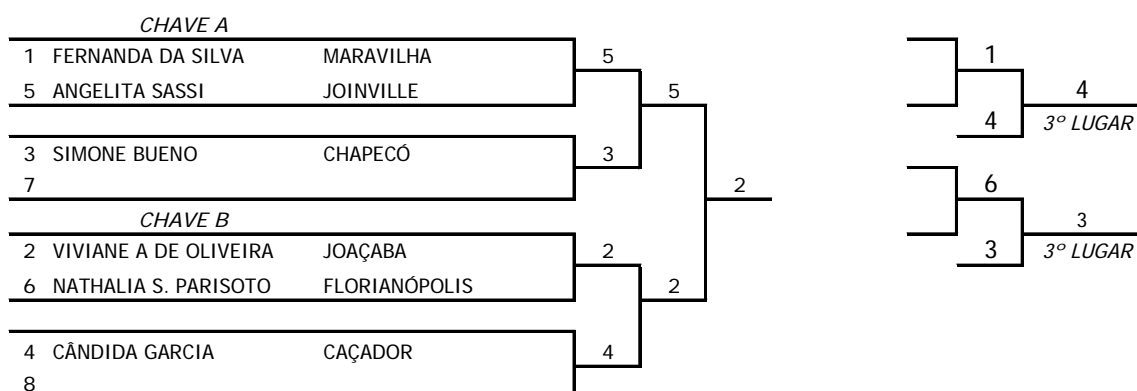 CHAVE A
1 FERNANDA DA SILVA MARAVILHA 5 1
5 ANGELITA SASSI JOINVILLE 5 4
4 3º LUGAR
3 SIMONE BUENO CHAPECÓ 3
7 2 6
CHAVE B 3
2 VIVIANE A DE OLIVEIRA JOAÇABA 2 3 3º LUGAR
6 NATHALIA S. PARISOTO FLORIANÓPOLIS 2
4 CÂNDIDA GARCIA CAÇADOR 4
8